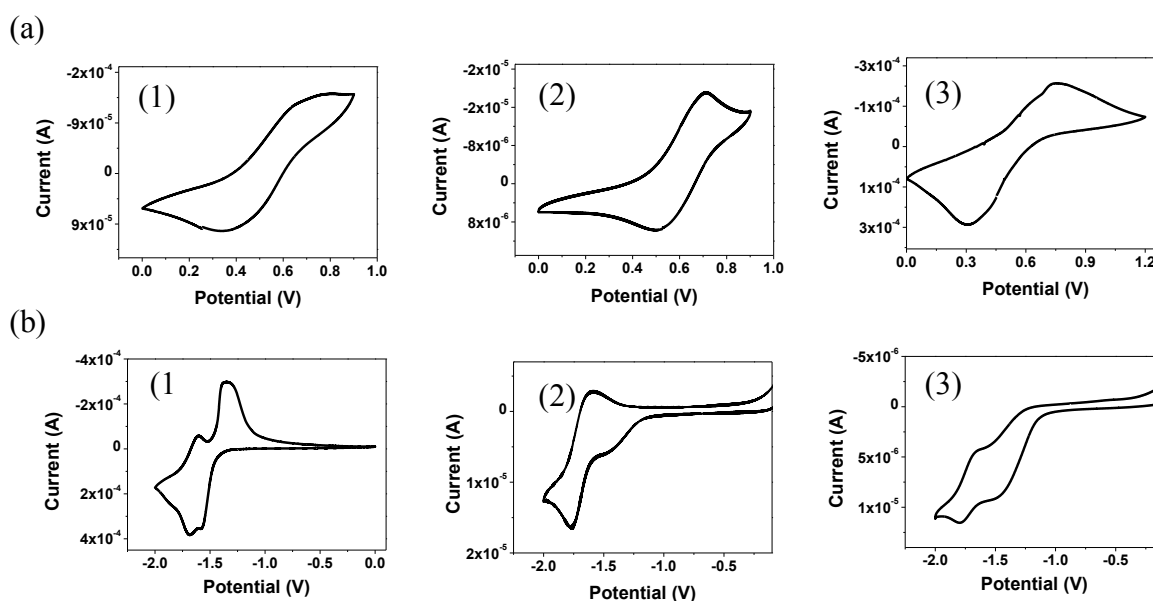 (a)
(1)
-2x10⁻⁴
-9x10⁻⁵
0
9x10⁻⁵
Current (A)
0.0 0.2 0.4 0.6 0.8 1.0
Potential (V)
(2)
-2x10⁻⁵
-2x10⁻⁵
-8x10⁻⁶
0
8x10⁻⁶
Current (A)
0.0 0.2 0.4 0.6 0.8 1.0
Potential (V)
(3)
-3x10⁻⁴
-1x10⁻⁴
0
1x10⁻⁴
3x10⁻⁴
Current (A)
0.0 0.3 0.6 0.9 1.2
Potential (V)
(b)
(1
-4x10⁻⁴
-2x10⁻⁴
0
2x10⁻⁴
4x10⁻⁴
Current (A)
-2.0 -1.5 -1.0 -0.5 0.0
Potential (V)
(2)
0
1x10⁻⁵
2x10⁻⁵
Current (A)
-2.0 -1.5 -1.0 -0.5
Potential (V)
(3)
-5x10⁻⁶
0
5x10⁻⁶
1x10⁻⁵
Current (A)
-2.0 -1.5 -1.0 -0.5
Potential (V)